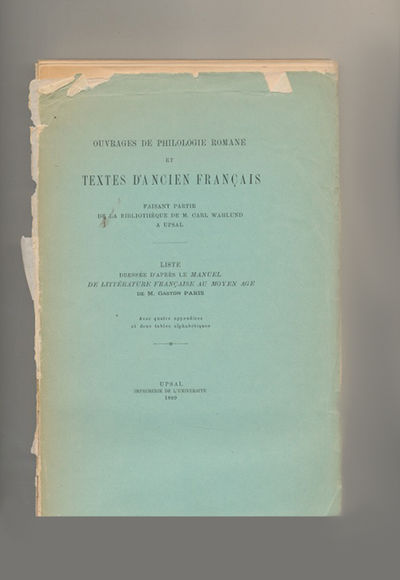 OUVRAGES DE PHILOLOGIE ROMANE
ET
TEXTES D'ANCIEN FRANÇAIS
FAISANT PARTIE
DE LA BIBLIOTHÈQUE DE M. CARL WAHLUND
A UPSAL
LISTE
DRESSÉE D'APRÈS LE MANUEL
DE LITTÉRATURE FRANÇAISE AU MOYEN AGE
DE M. GASTON PARIS
Avec quatre appendices
et deux tables alphabétiques
UPSAL
IMPRIMERIE DE L'UNIVERSITÉ
1889